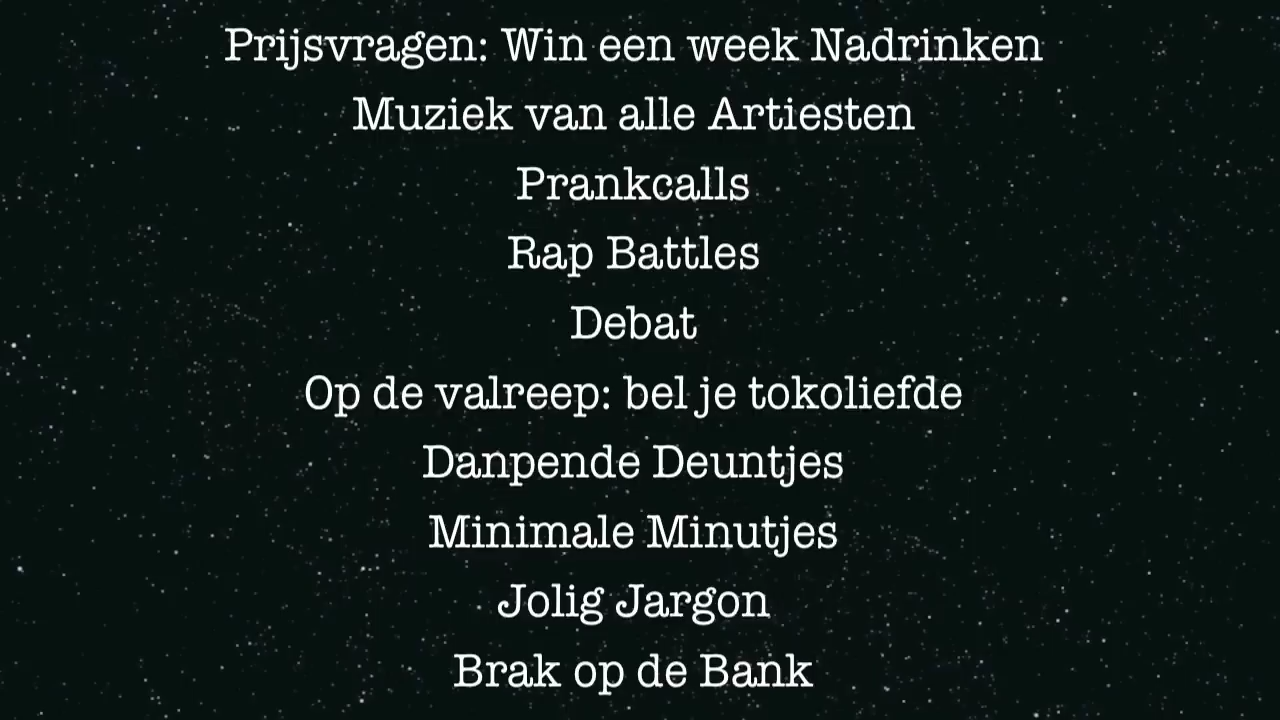 Prijsvragen: Win een week Nadrinken
Muziek van alle Artiesten
Prankcalls
Rap Battles
Debat
Op de valreep: bel je tokoliefde
Danpende Deuntjes
Minimale Minutjes
Jolig Jargon
Brak op de Bank